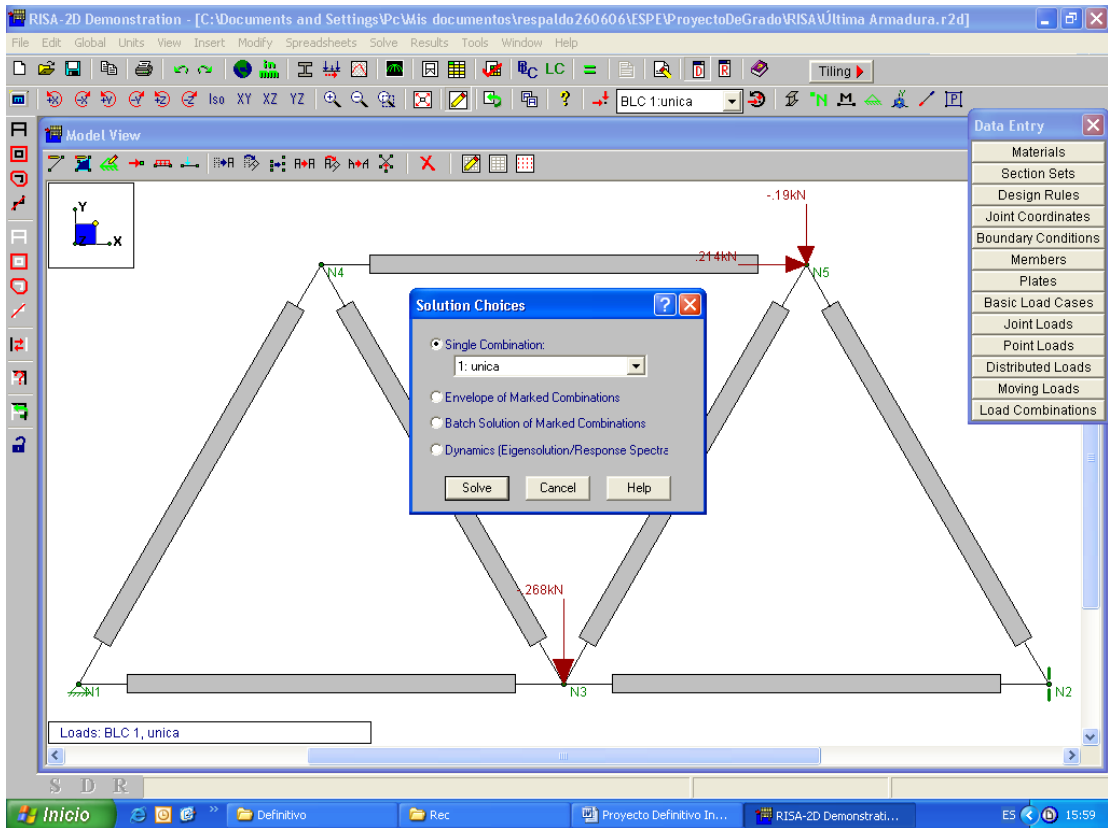 RISA-2D Demonstration - [C:\Documents and Settings\Pc\Mis documentos\respaldo260606\ESPE\ProyectoDeGrado\RISA\Última Armadura.r2d]
File Edit Global Units View Insert Modify Spreadsheets Solve Results Tools Window Help
BC LC Tiling
Iso XY XZ YZ BLC 1:unica
Model View
Data Entry
Materials
Section Sets
Design Rules
Joint Coordinates
Boundary Conditions
Members
Plates
Basic Load Cases
Joint Loads
Point Loads
Distributed Loads
Moving Loads
Load Combinations
Y
Z X
-.19kN
.214kN
N4
N5
Solution Choices
Single Combination:
1: unica
Envelope of Marked Combinations
Batch Solution of Marked Combinations
Dynamics (Eigensolution/Response Spectra
Solve Cancel Help
-.268kN
N1
N3
N2
Loads: BLC 1, unica
S D R
Inicio » Definitivo Rec Proyecto Definitivo In... RISA-2D Demonstrati... ES 15:59